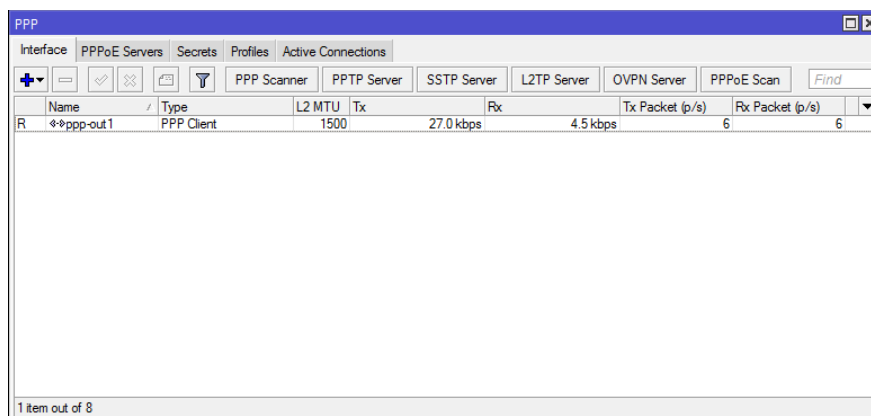 PPP
Interface PPPoE Servers Secrets Profiles Active Connections
PPP Scanner PPTP Server SSTP Server L2TP Server OVPN Server PPPoE Scan Find
Name Type L2 MTU Tx Rx Tx Packet (p/s) Rx Packet (p/s)
R ppp-out1 PPP Client 1500 27.0 kbps 4.5 kbps 6 6
1 item out of 8